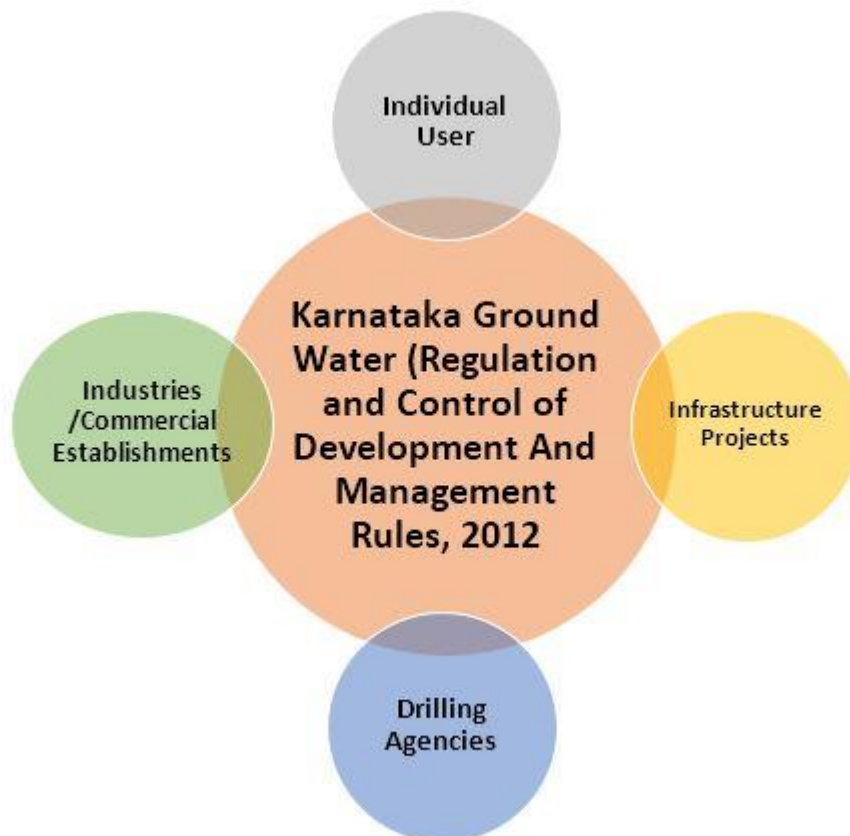 Individual
User
Karnataka Ground
Water (Regulation
and Control of
Development And
Management
Rules, 2012
Industries
/Commercial
Establishments
Infrastructure
Projects
Drilling
Agencies